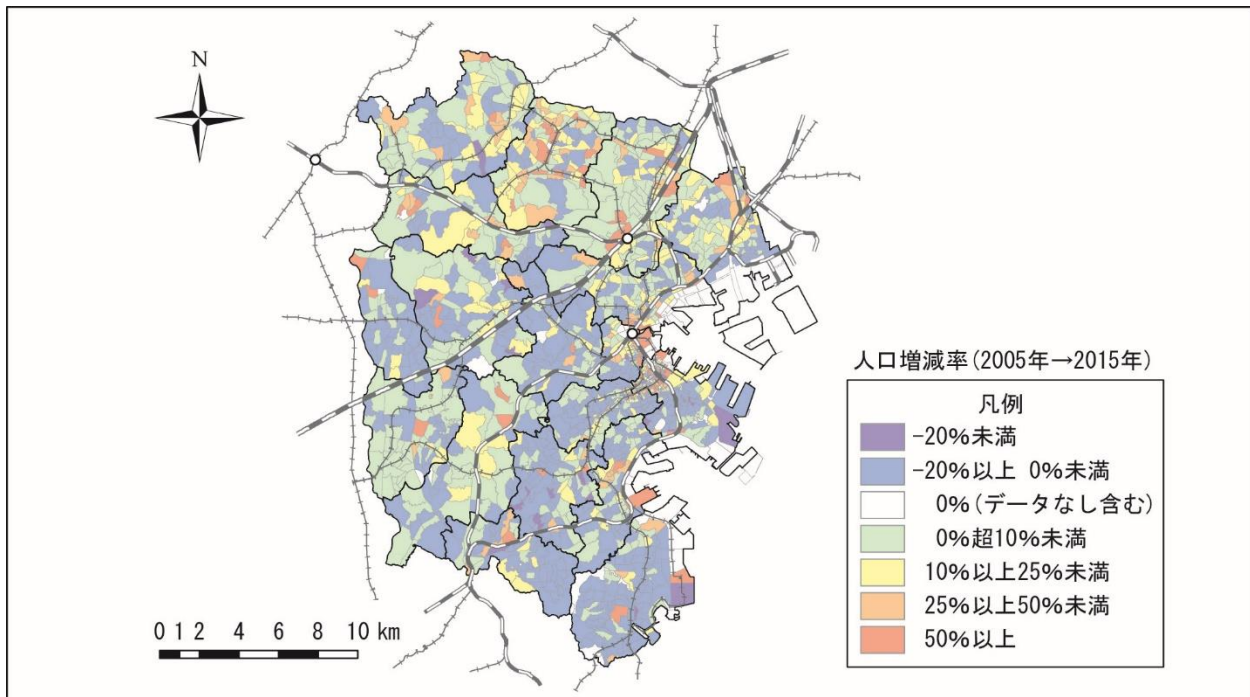 N
人口増減率(2005年→2015年)
凡例
-20%未満
-20%以上 0%未満
0%(データなし含む)
0%超10%未満
10%以上25%未満
25%以上50%未満
50%以上
0 1 2 4 6 8 10 km